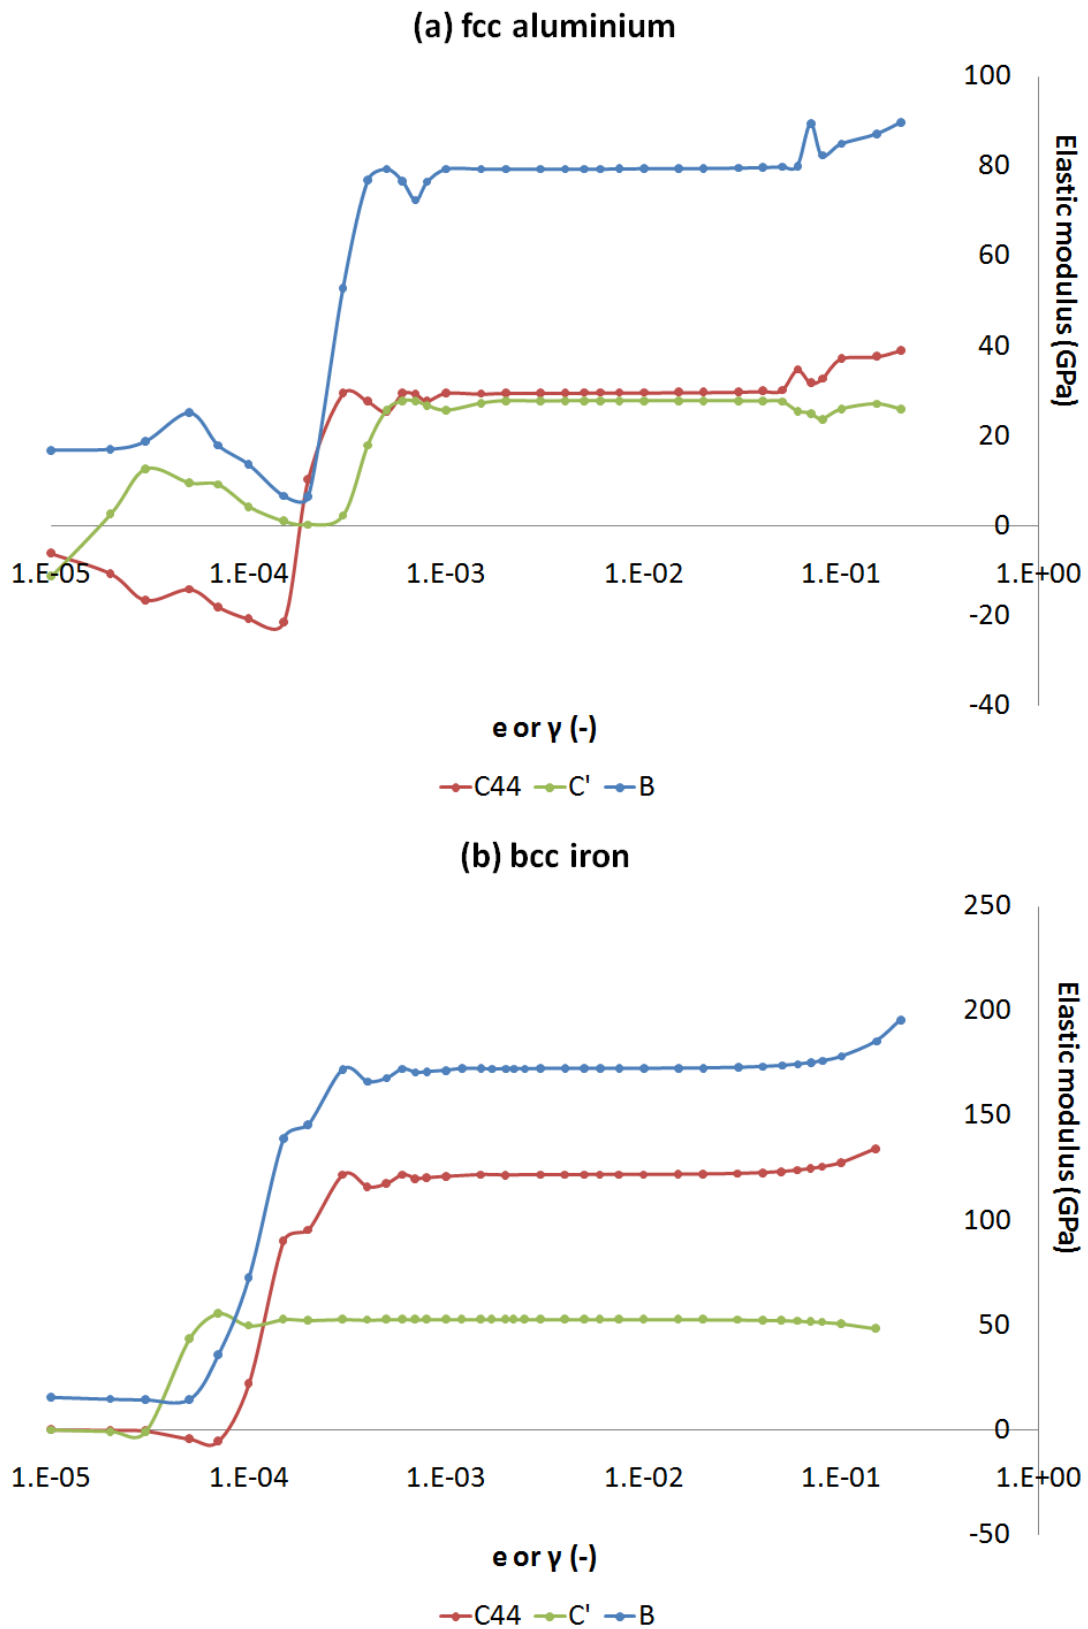 (a) fcc aluminium
100
80
60
40
20
0
-20
-40
Elastic modulus (GPa)
1.E-05 1.E-04 1.E-03 1.E-02 1.E-01 1.E+00
e or γ (-)
C44 C' B
(b) bcc iron
250
200
150
100
50
0
-50
Elastic modulus (GPa)
1.E-05 1.E-04 1.E-03 1.E-02 1.E-01 1.E+00
e or γ (-)
C44 C' B